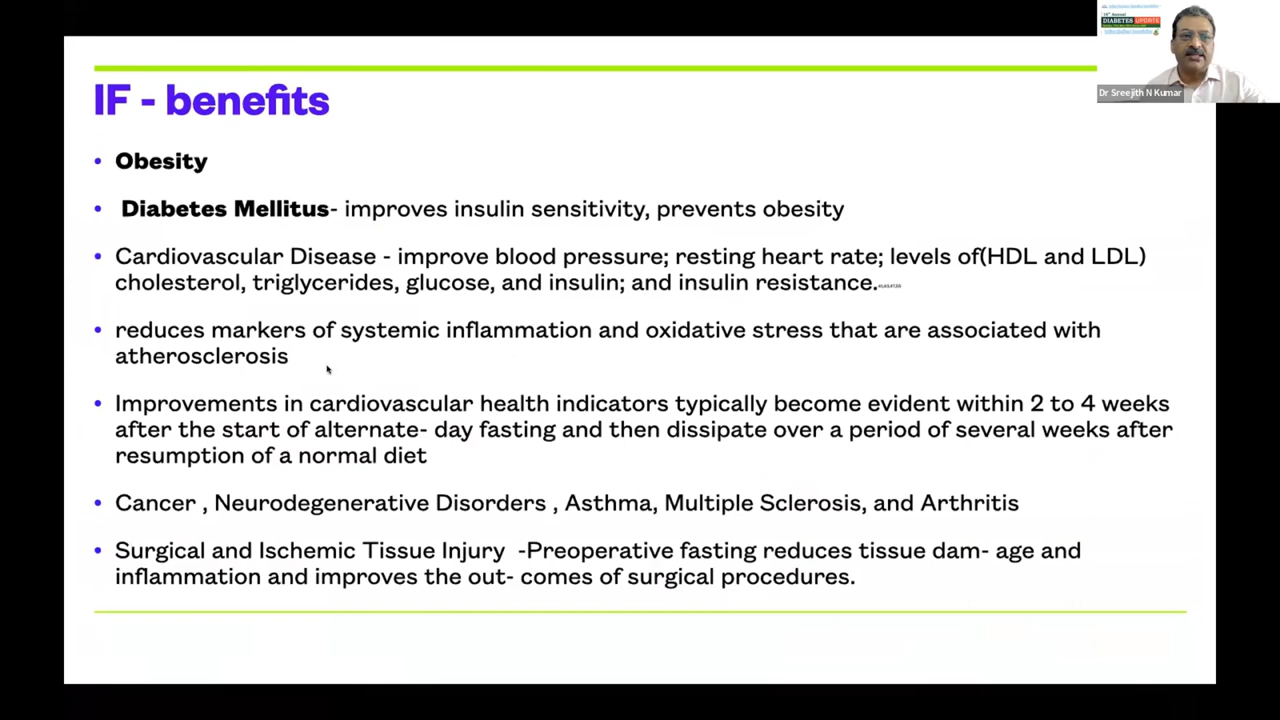 DIABETES UPDATE
Dr Sreejith N Kumar
IF - benefits
• Obesity
• Diabetes Mellitus- improves insulin sensitivity, prevents obesity
• Cardiovascular Disease - improve blood pressure; resting heart rate; levels of(HDL and LDL)
cholesterol, triglycerides, glucose, and insulin; and insulin resistance.
• reduces markers of systemic inflammation and oxidative stress that are associated with
atherosclerosis
• Improvements in cardiovascular health indicators typically become evident within 2 to 4 weeks
after the start of alternate- day fasting and then dissipate over a period of several weeks after
resumption of a normal diet
• Cancer , Neurodegenerative Disorders , Asthma, Multiple Sclerosis, and Arthritis
• Surgical and Ischemic Tissue Injury -Preoperative fasting reduces tissue dam- age and
inflammation and improves the out- comes of surgical procedures.